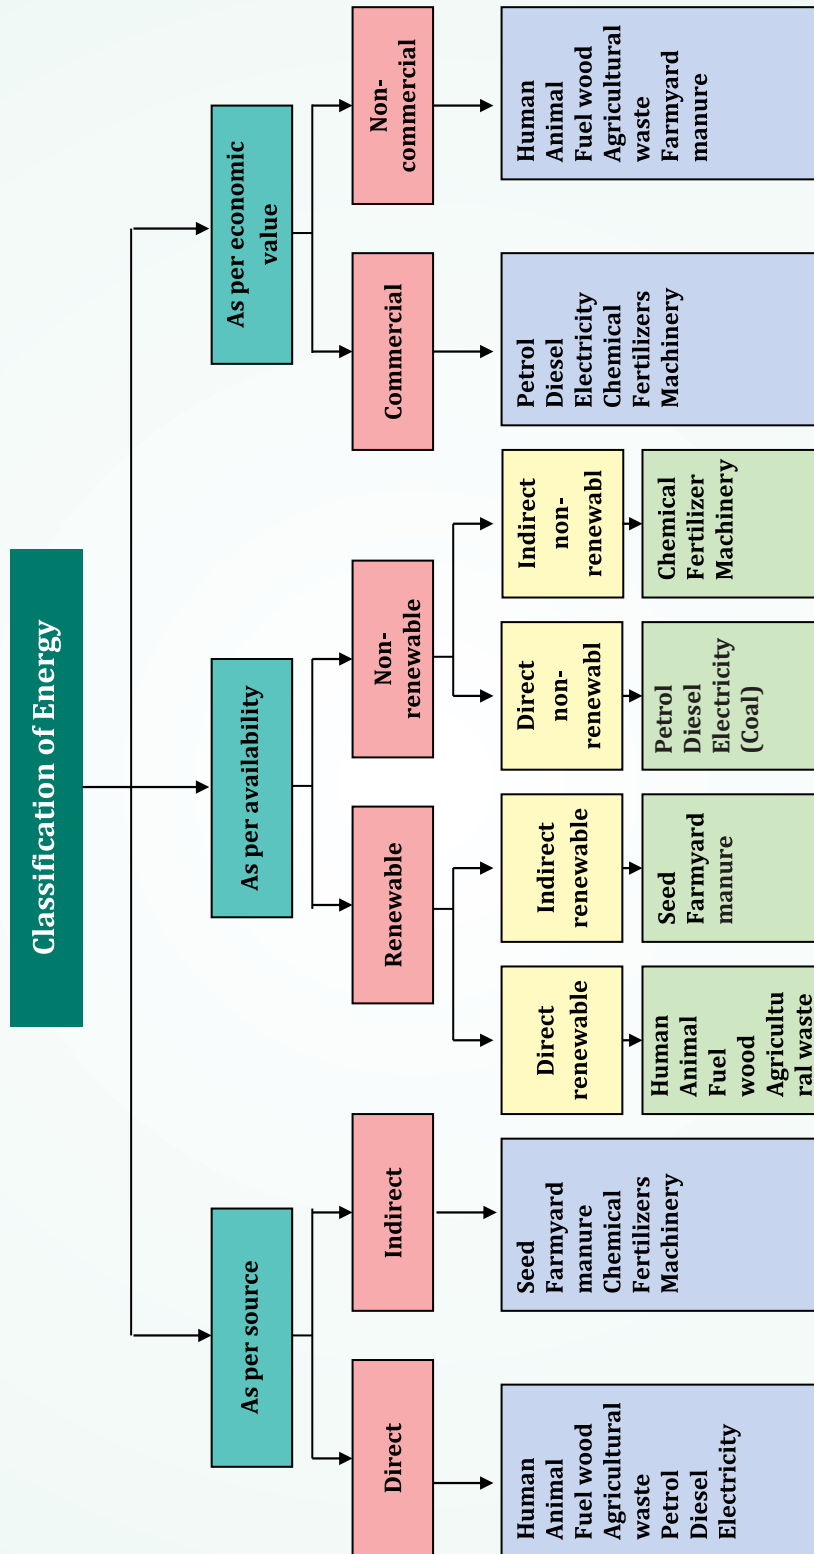 Classification of Energy
As per source
As per availability
As per economic
value
Direct
Indirect
Renewable
Non-
renewable
Commercial
Non-
commercial
Human
Animal
Fuel wood
Agricultural
waste
Petrol
Diesel
Electricity
Seed
Farmyard
manure
Chemical
Fertilizers
Machinery
Direct
renewable
Indirect
renewable
Direct
non-
renewabl
Indirect
non-
renewabl
Human
Animal
Fuel
wood
Agricultu
ral waste
Seed
Farmyard
manure
Petrol
Diesel
Electricity
(Coal)
Chemical
Fertilizer
Machinery
Petrol
Diesel
Electricity
Chemical
Fertilizers
Machinery
Human
Animal
Fuel wood
Agricultural
waste
Farmyard
manure